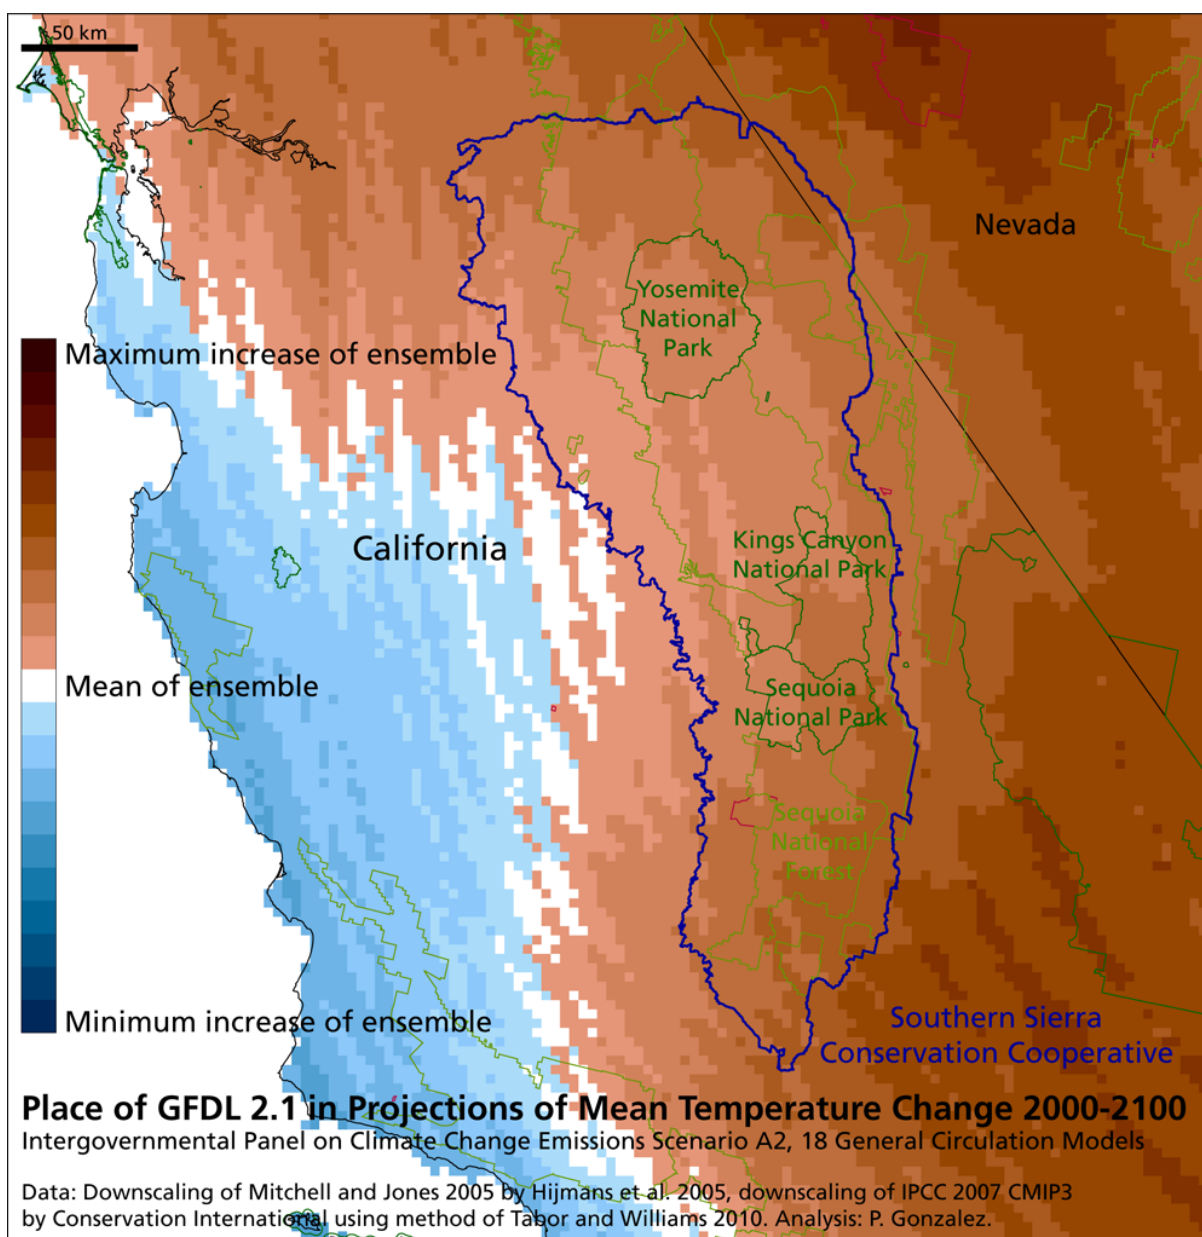 50 km
Nevada
Yosemite
National
Park
Maximum increase of ensemble
California
Kings Canyon
National Park
Mean of ensemble
Sequoia
National Park
Sequoia
National
Forest
Minimum increase of ensemble
Southern Sierra
Conservation Cooperative
Place of GFDL 2.1 in Projections of Mean Temperature Change 2000-2100
Intergovernmental Panel on Climate Change Emissions Scenario A2, 18 General Circulation Models
Data: Downscaling of Mitchell and Jones 2005 by Hijmans et al. 2005, downscaling of IPCC 2007 CMIP3
by Conservation International using method of Tabor and Williams 2010. Analysis: P. Gonzalez.